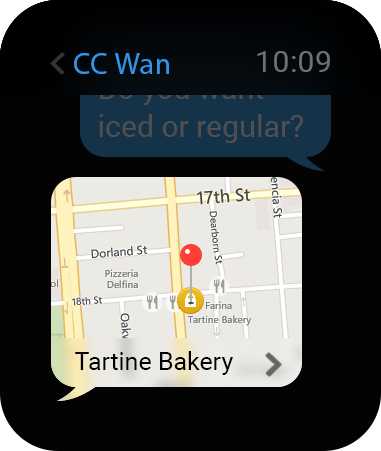 CC Wan
10:09
Do you want
iced or regular?
17th St
Dearborn St
encia St
Dorland St
Pizzeria
Delfina
ol
18th St
Farina
Tartine Bakery
Oakw
Tartine Bakery